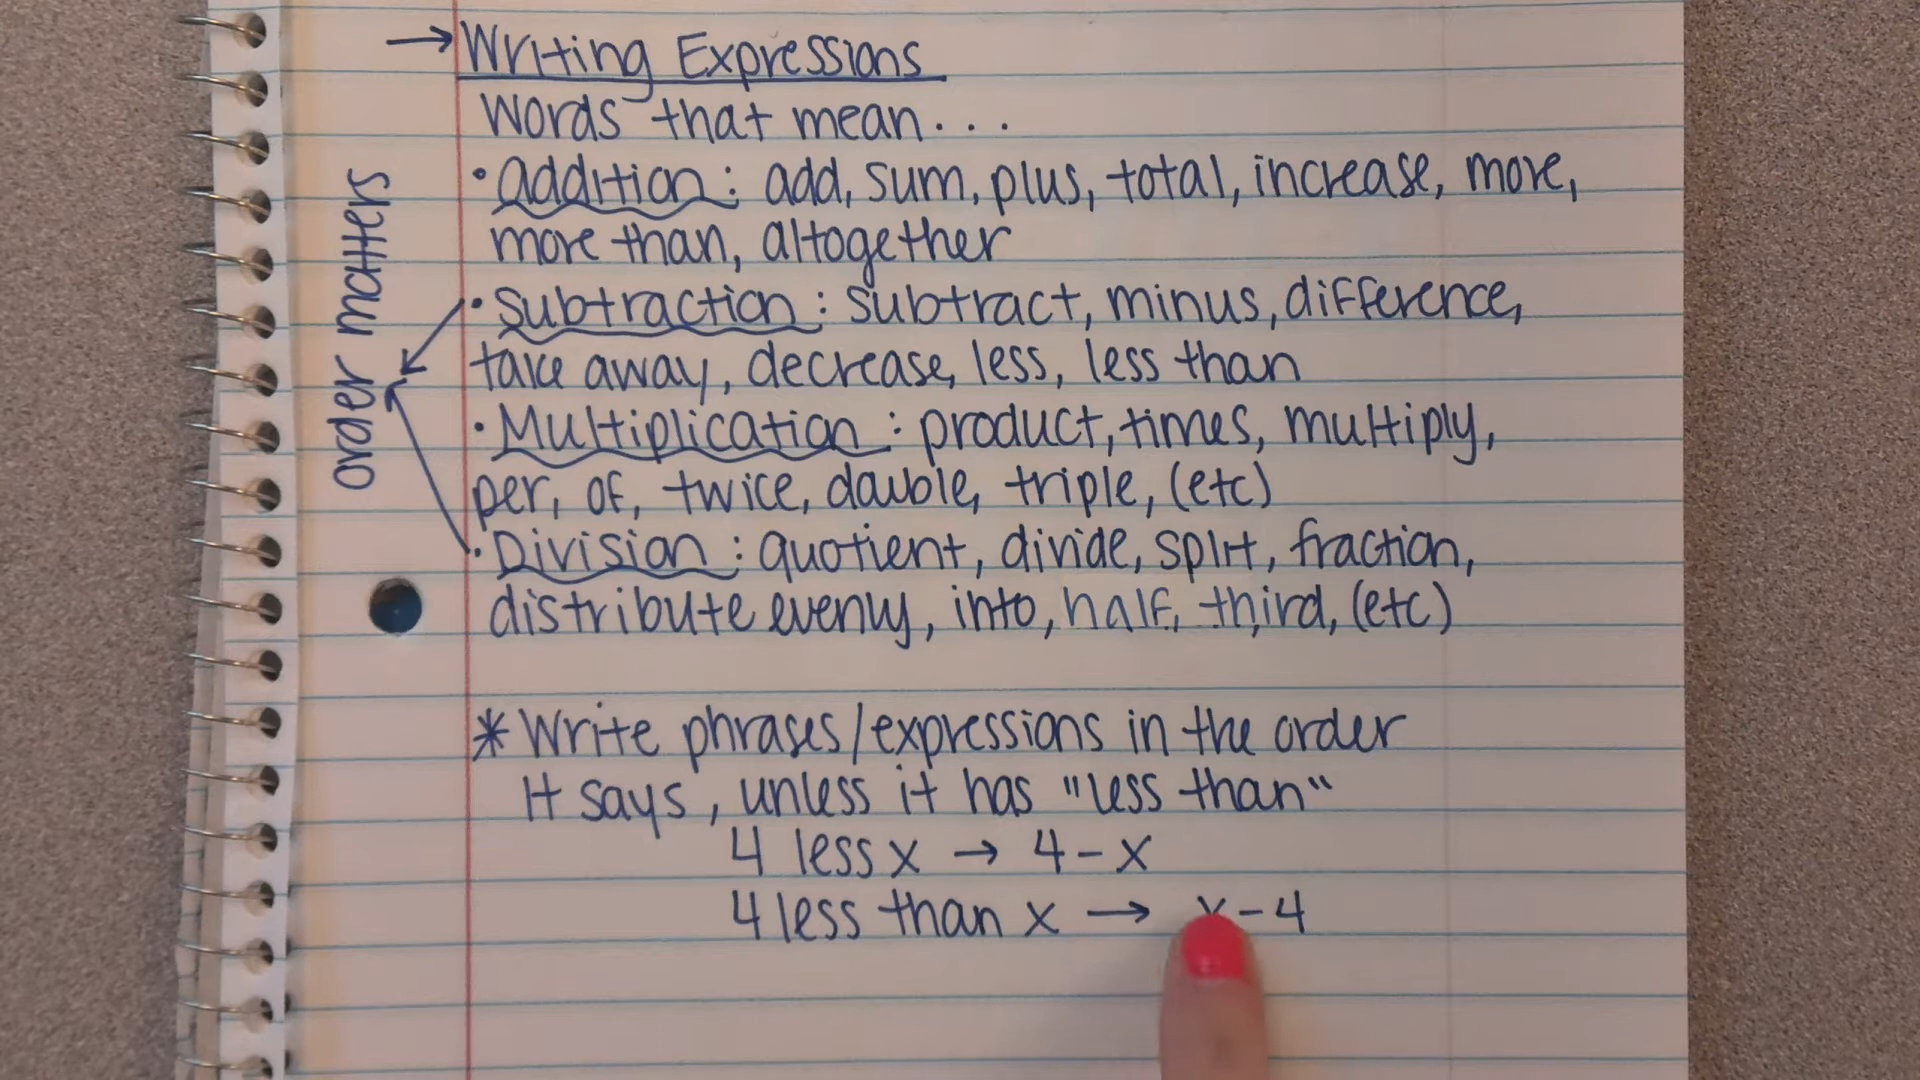 → Writing Expressions
Words that mean...
• addition: add, sum, plus, total, increase, more,
more than, altogether
order matters
• subtraction: subtract, minus, difference,
take away, decrease, less, less than
• Multiplication: product, times, multiply,
per, of, twice, double, triple, (etc)
• Division: quotient, divide, split, fraction,
distribute evenly, into, half, third, (etc)
* Write phrases/expressions in the order
it says, unless it has "less than"
4 less x → 4 - x
4 less than x → x - 4